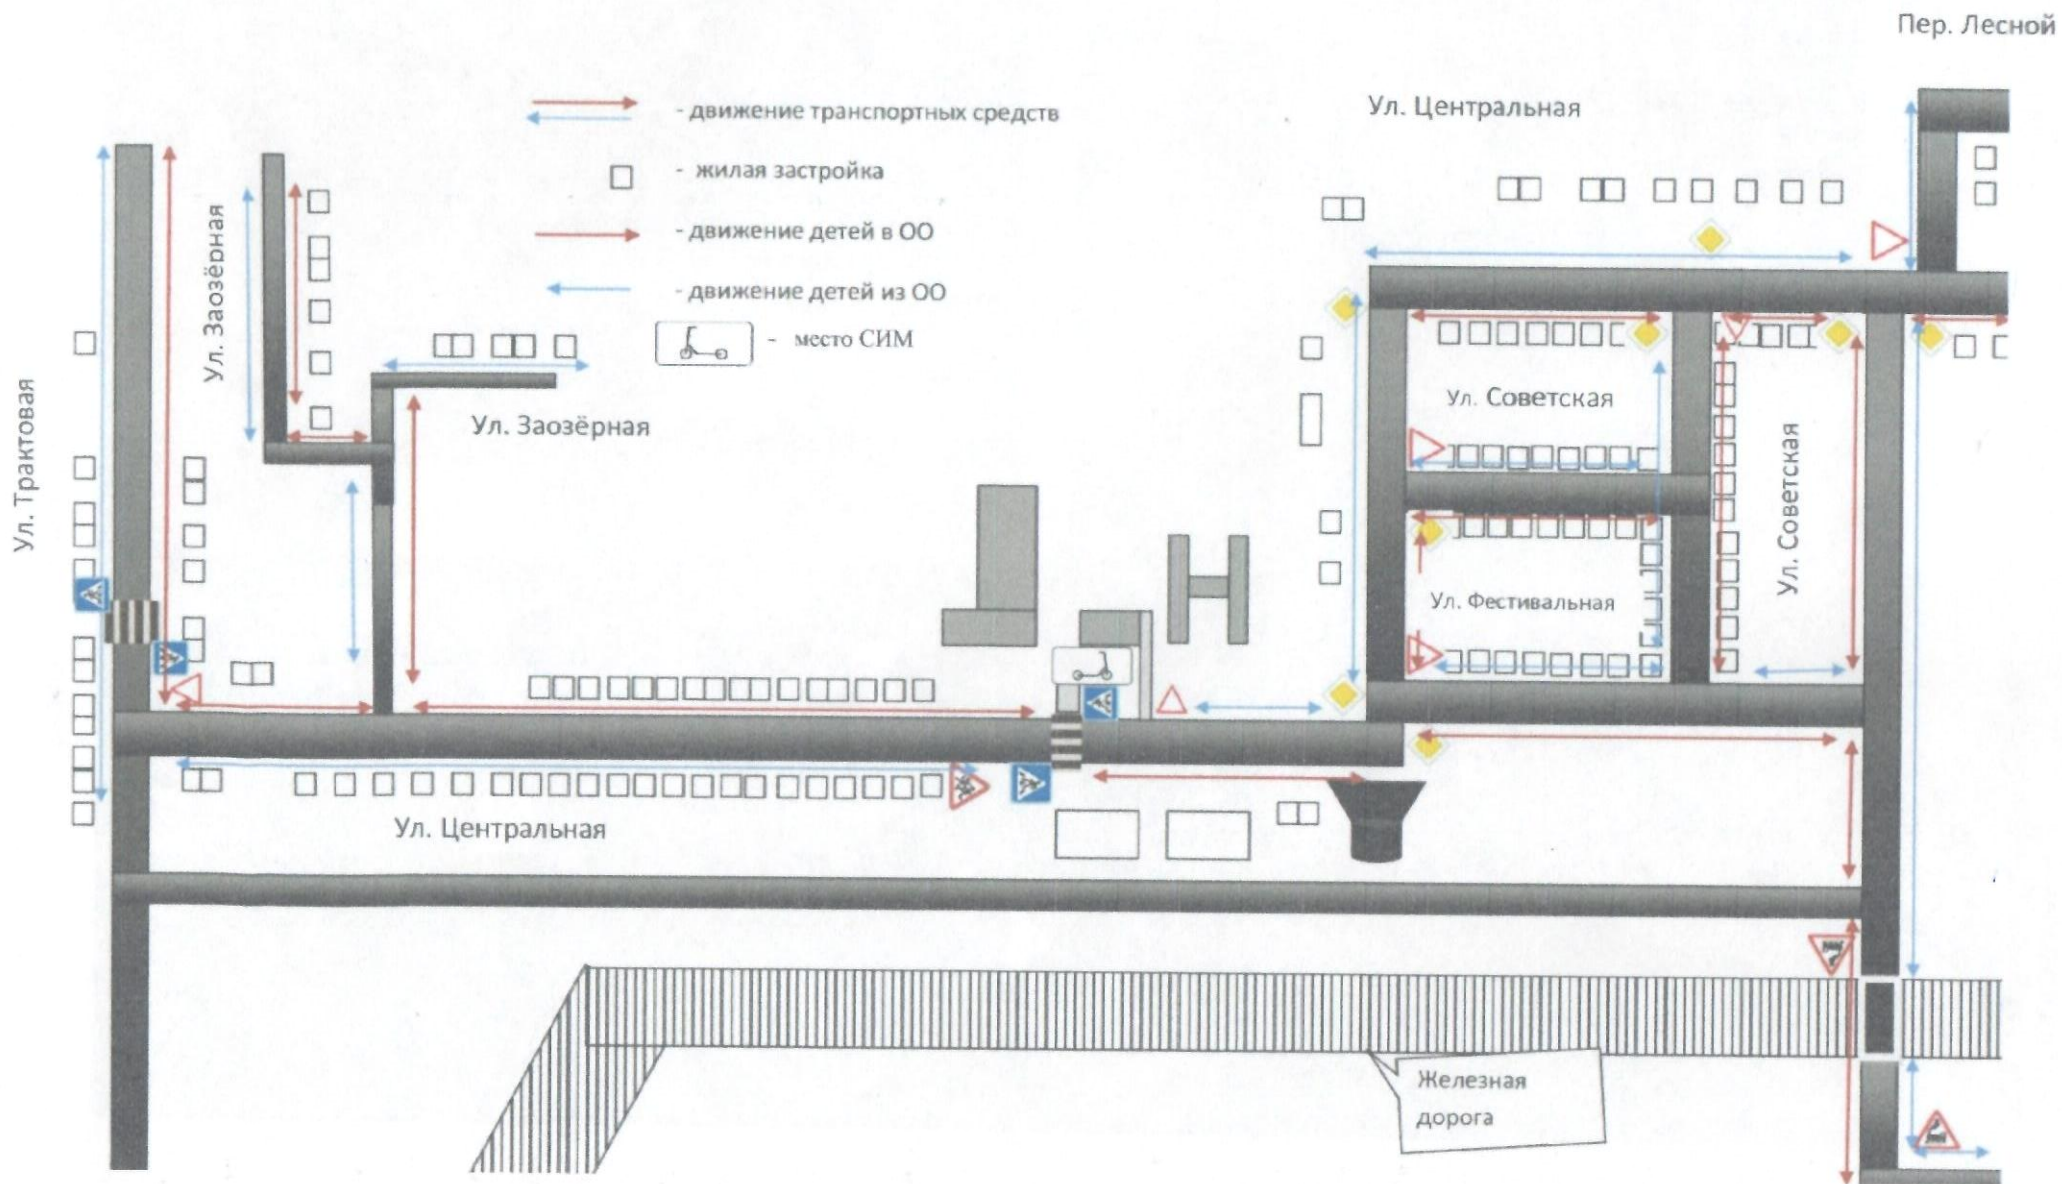 Пер. Лесной
Ул. Центральная
- движение транспортных средств
- жилая застройка
- движение детей в ОО
- движение детей из ОО
- место СИМ
Ул. Заозёрная
Ул. Трактовая
Ул. Заозёрная
Ул. Советская
Ул. Советская
Ул. Фестивальная
Ул. Центральная
Железная
дорога